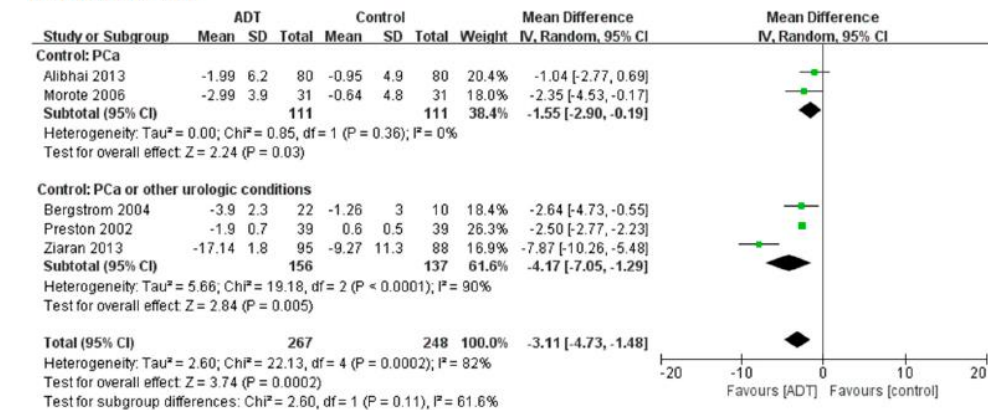 ADT Control Mean Difference Mean Difference
Study or Subgroup Mean SD Total Mean SD Total Weight IV, Random, 95% CI IV, Random, 95% CI
Control: PCa
Alibhai 2013 -1.99 6.2 80 -0.95 4.9 80 20.4% -1.04 [-2.77, 0.69]
Morote 2006 -2.99 3.9 31 -0.64 4.8 31 18.0% -2.35 [-4.53, -0.17]
Subtotal (95% CI) 111 111 38.4% -1.55 [-2.90, -0.19]
Heterogeneity: Tau² = 0.00; Chi² = 0.85, df = 1 (P = 0.36); I² = 0%
Test for overall effect: Z = 2.24 (P = 0.03)
Control: PCa or other urologic conditions
Bergstrom 2004 -3.9 2.3 22 -1.26 3 10 18.4% -2.64 [-4.73, -0.55]
Preston 2002 -1.9 0.7 39 0.6 0.5 39 26.3% -2.50 [-2.77, -2.23]
Ziaran 2013 -17.14 1.8 95 -9.27 11.3 88 16.9% -7.87 [-10.26, -5.48]
Subtotal (95% CI) 156 137 61.6% -4.17 [-7.05, -1.29]
Heterogeneity: Tau² = 5.66; Chi² = 19.18, df = 2 (P < 0.0001); I² = 90%
Test for overall effect: Z = 2.84 (P = 0.005)
Total (95% CI) 267 248 100.0% -3.11 [-4.73, -1.48]
Heterogeneity: Tau² = 2.60; Chi² = 22.13, df = 4 (P = 0.0002); I² = 82%
Test for overall effect: Z = 3.74 (P = 0.0002)
Test for subgroup differences: Chi² = 2.60, df = 1 (P = 0.11), I² = 61.6%
-20 -10 0 10 20
Favours [ADT] Favours [control]